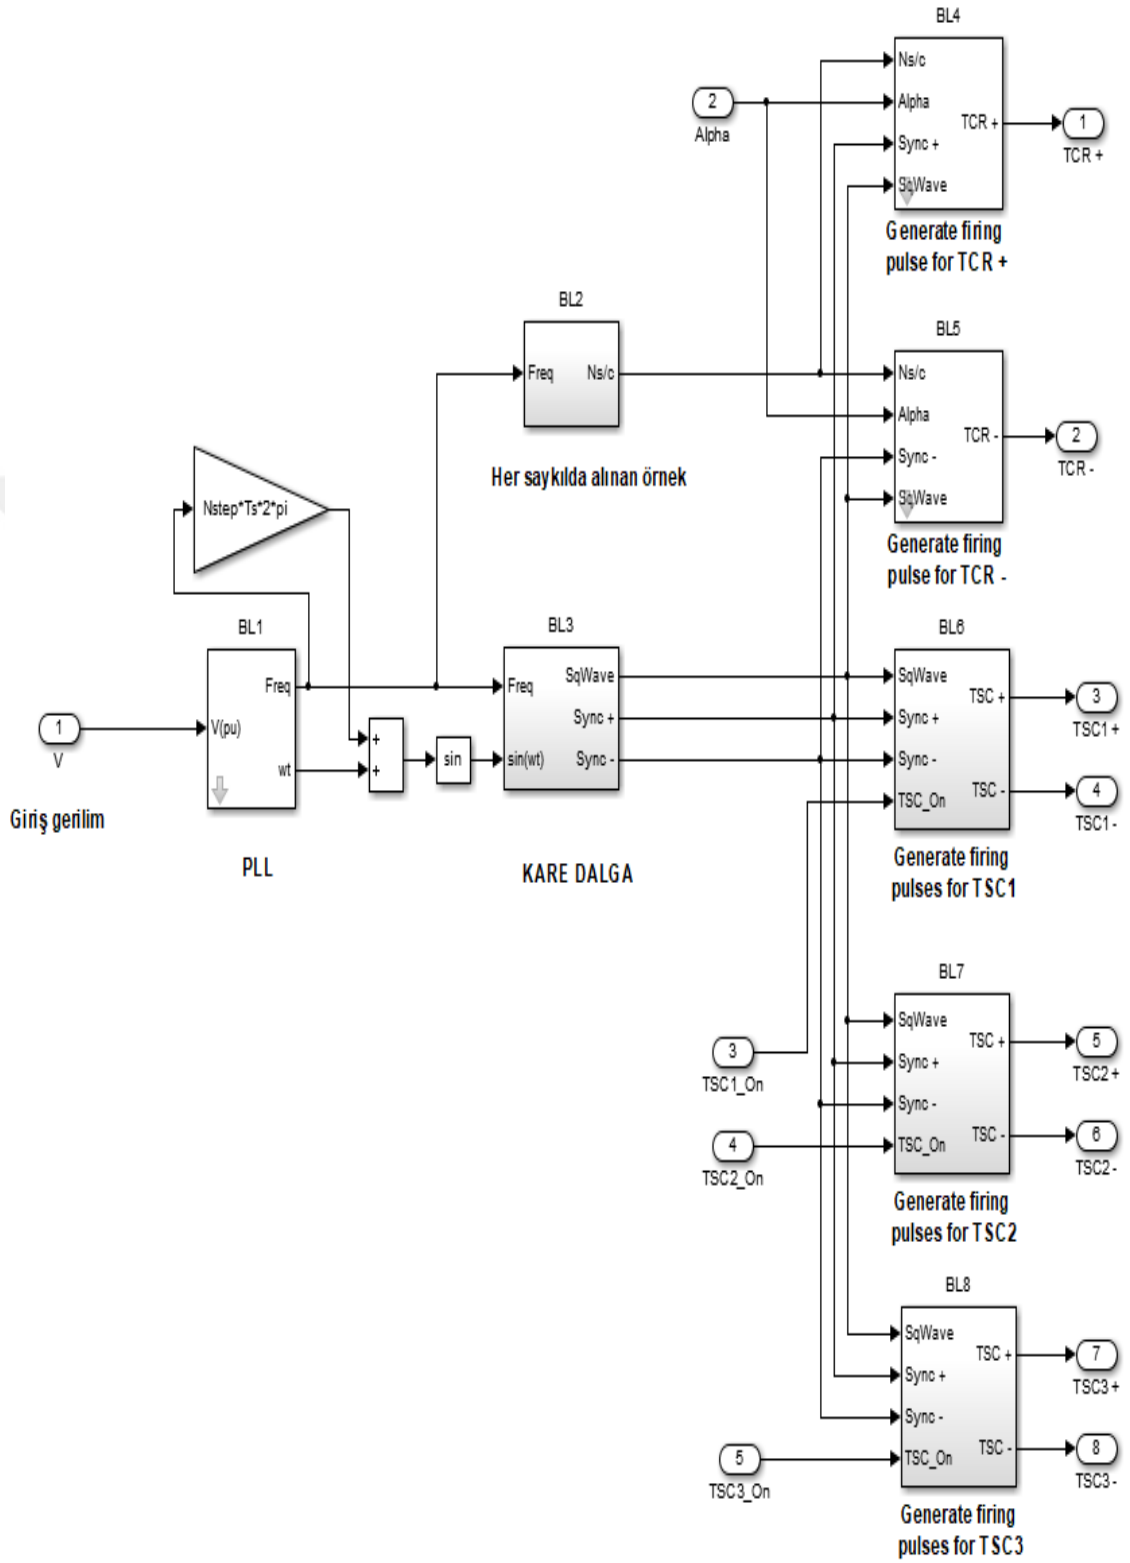 BL4
Ns/c
Alpha
Sync +
SqWave
TCR +
2
Alpha
1
TCR +
Generate firing
pulse for TCR +
BL2
Freq
Ns/c
Her saykılda alınan örnek
BL5
Ns/c
Alpha
Sync -
SqWave
TCR -
2
TCR -
Generate firing
pulse for TCR -
Nstep*Ts*2*pi
BL1
V(pu)
Freq
wt
1
V
Giriş gerilim
PLL
+
+
sin
BL3
Freq
sin(wt)
SqWave
Sync +
Sync -
KARE DALGA
BL6
SqWave
Sync +
Sync -
TSC_On
TSC +
TSC -
3
TSC1 +
4
TSC1 -
Generate firing
pulses for TSC1
BL7
SqWave
Sync +
Sync -
TSC_On
TSC +
TSC -
3
TSC1_On
4
TSC2_On
5
TSC2 +
6
TSC2 -
Generate firing
pulses for TSC2
BL8
SqWave
Sync +
Sync -
TSC_On
TSC +
TSC -
5
TSC3_On
7
TSC3 +
8
TSC3 -
Generate firing
pulses for TSC3